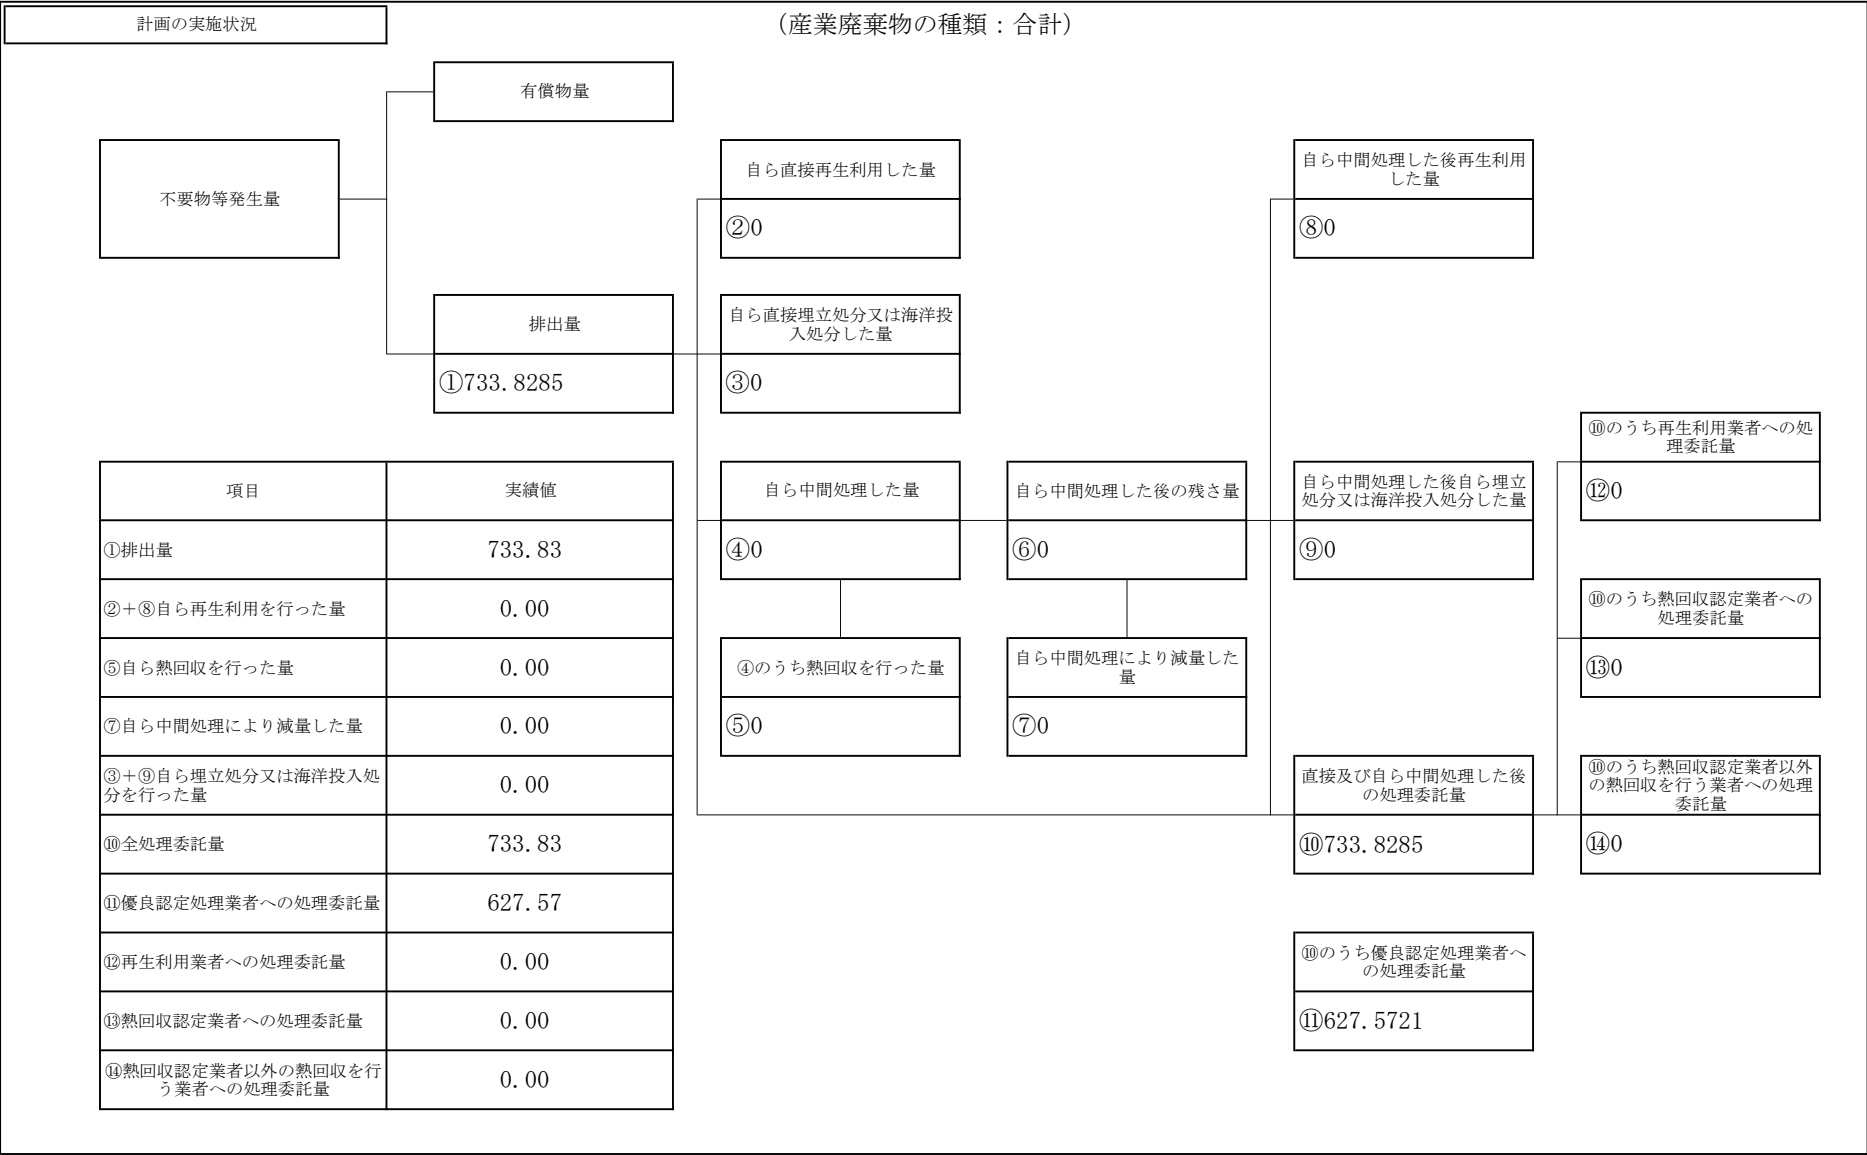 計画の実施状況
（産業廃棄物の種類：合計）
有償物量
不要物等発生量
自ら直接再生利用した量
②0
自ら中間処理した後再生利用
した量
⑧0
排出量
①733.8285
自ら直接埋立処分又は海洋投
入処分した量
③0
項目
実績値
①排出量
733.83
②＋⑧自ら再生利用を行った量
0.00
⑤自ら熱回収を行った量
0.00
⑦自ら中間処理により減量した量
0.00
③＋⑨自ら埋立処分又は海洋投入処
分を行った量
0.00
⑩全処理委託量
733.83
⑪優良認定処理業者への処理委託量
627.57
⑫再生利用業者への処理委託量
0.00
⑬熱回収認定業者への処理委託量
0.00
⑭熱回収認定業者以外の熱回収を行
う業者への処理委託量
0.00
自ら中間処理した量
④0
④のうち熱回収を行った量
⑤0
自ら中間処理した後の残さ量
⑥0
自ら中間処理により減量した
量
⑦0
自ら中間処理した後自ら埋立
処分又は海洋投入処分した量
⑨0
直接及び自ら中間処理した後
の処理委託量
⑩733.8285
⑩のうち優良認定処理業者へ
の処理委託量
⑪627.5721
⑩のうち再生利用業者への処
理委託量
⑫0
⑩のうち熱回収認定業者への
処理委託量
⑬0
⑩のうち熱回収認定業者以外
の熱回収を行う業者への処理
委託量
⑭0